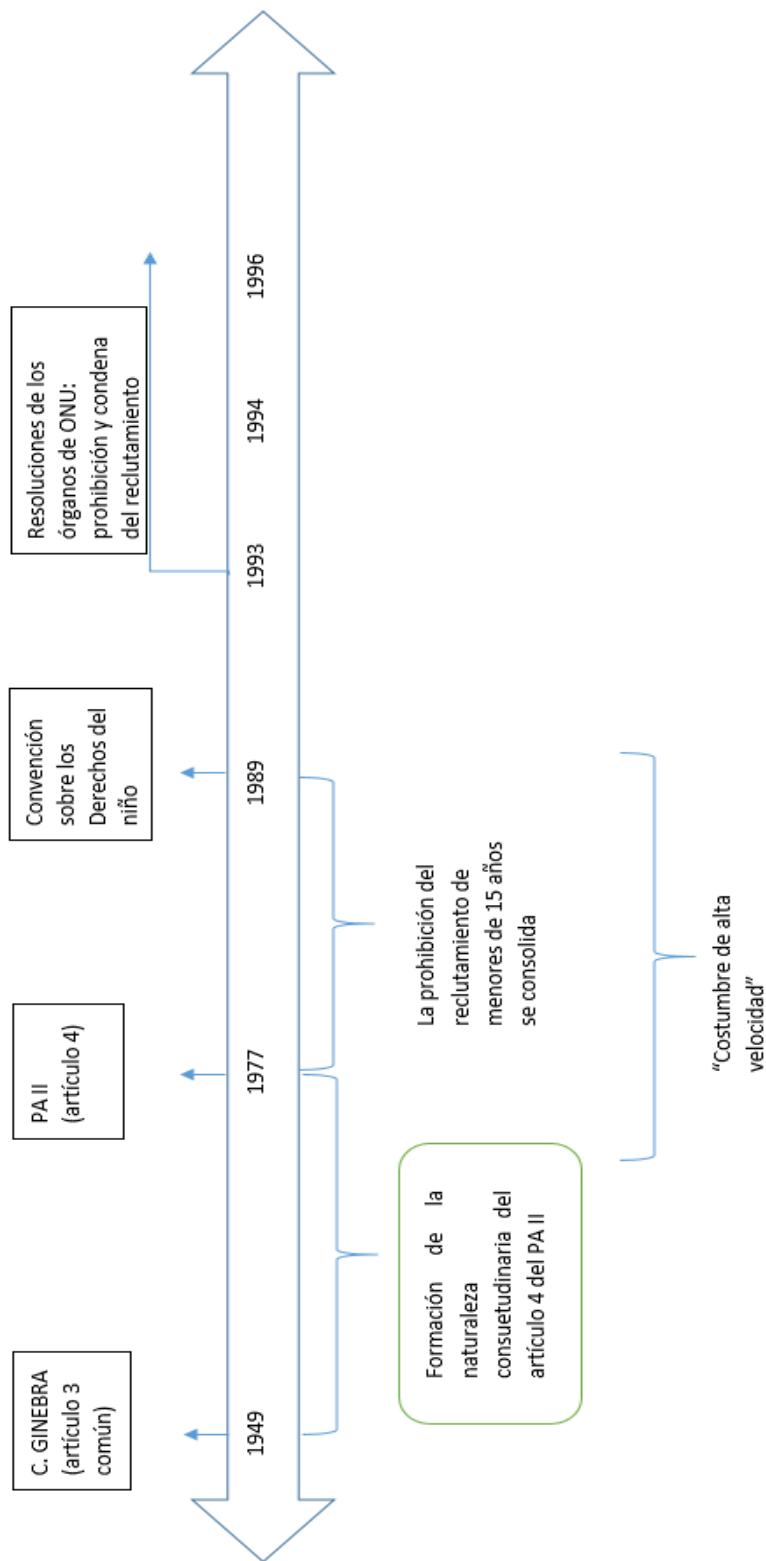 C. GINEBRA
(artículo 3
común)
PA II
(artículo 4)
Convención
sobre los
Derechos del
niño
Resoluciones de los
órganos de ONU:
prohibición y condena
del reclutamiento
1949
1977
1989
1993
1994
1996
Formación de la
naturaleza
consuetudinaria del
artículo 4 del PA II
La prohibición del
reclutamiento de
menores de 15 años
se consolida
“Costumbre de alta
velocidad”